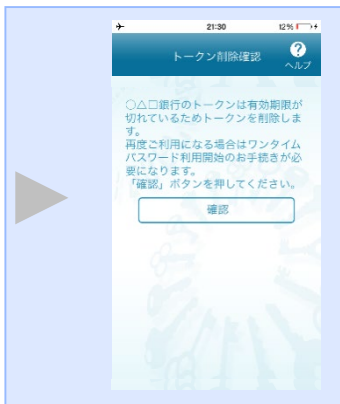 21:30
12%
トークン削除確認
?
ヘルプ
○△□銀行のトークンは有効期限が
切れているためトークンを削除しま
す。
再度ご利用になる場合はワンタイム
パスワード利用開始のお手続きが必
要になります。
「確認」ボタンを押してください。
確認